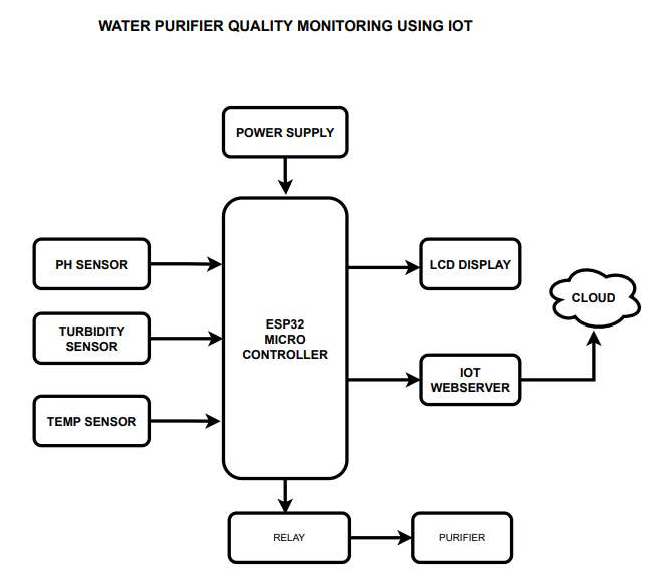 WATER PURIFIER QUALITY MONITORING USING IOT
POWER SUPPLY
PH SENSOR
LCD DISPLAY
CLOUD
TURBIDITY
SENSOR
ESP32
MICRO
CONTROLLER
IOT
WEBSERVER
TEMP SENSOR
RELAY
PURIFIER